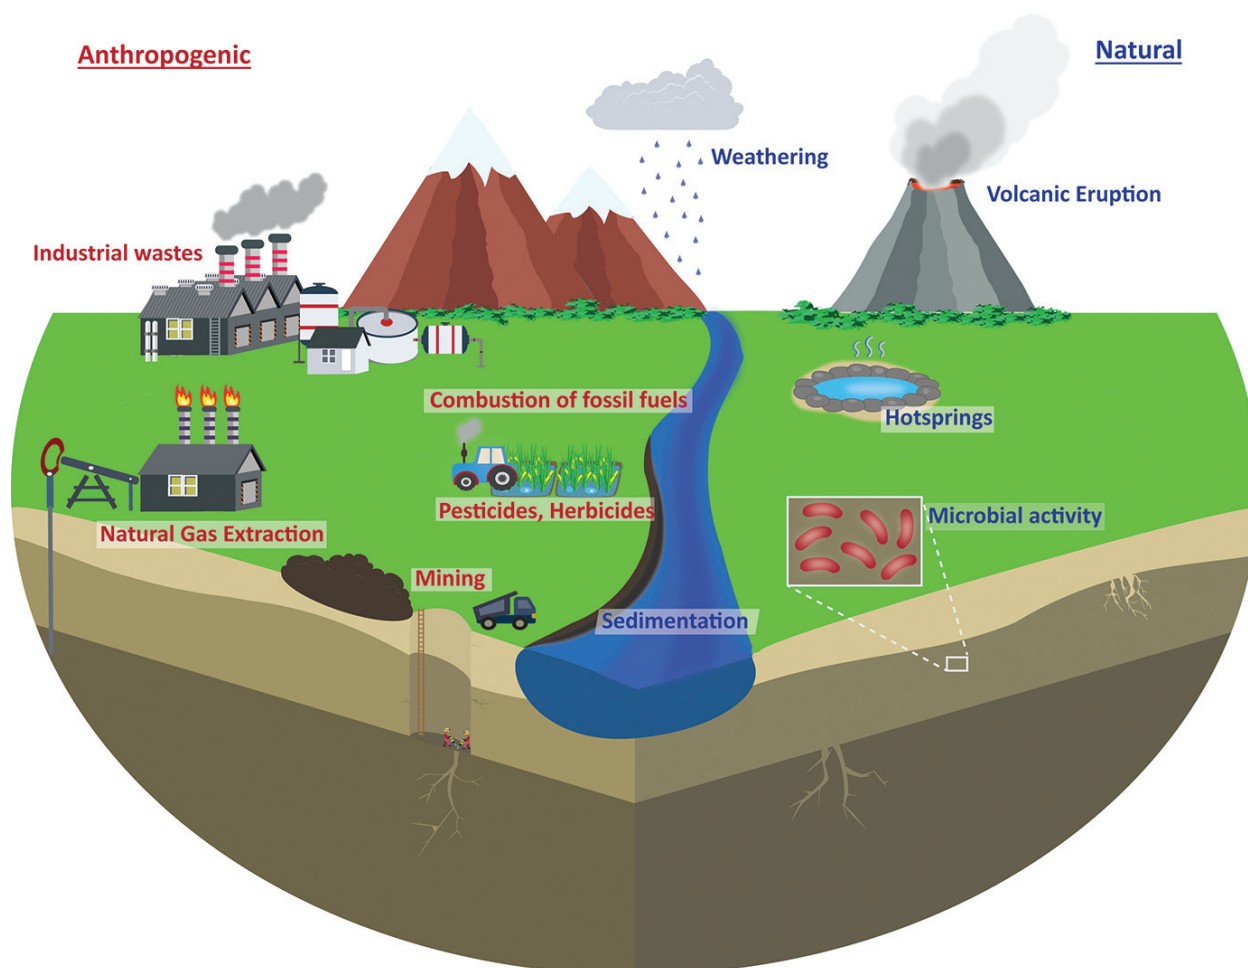 Anthropogenic
Natural
Weathering
Volcanic Eruption
Industrial wastes
Combustion of fossil fuels
Hotsprings
Pesticides, Herbicides
Microbial activity
Natural Gas Extraction
Mining
Sedimentation